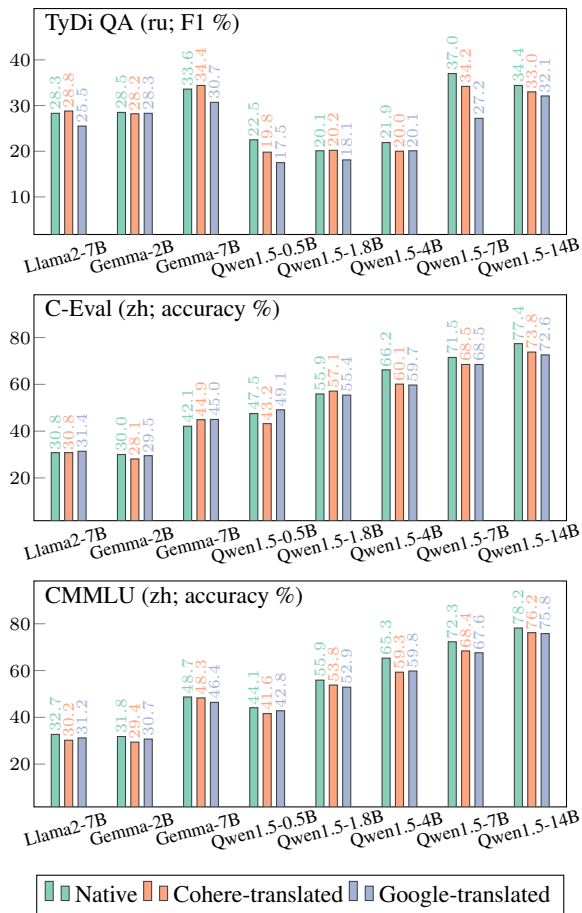 TyDi QA (ru; F1 %)
40
30
20
10
28.3 28.8 25.5 28.5 28.2 28.3 33.6 34.4 30.7 22.5 19.8 17.5 20.1 20.2 18.1 21.9 20.0 20.1 37.0 34.2 27.2 34.4 33.0 32.1
Llama2-7B Gemma-2B Gemma-7B Qwen1.5-0.5B Qwen1.5-1.8B Qwen1.5-4B Qwen1.5-7B Qwen1.5-14B
C-Eval (zh; accuracy %)
80
60
40
20
30.8 30.8 31.4 30.0 28.1 29.5 42.1 44.9 45.0 47.5 43.2 49.1 55.9 57.1 55.4 66.2 60.1 59.7 71.5 68.5 68.5 77.4 73.8 72.6
Llama2-7B Gemma-2B Gemma-7B Qwen1.5-0.5B Qwen1.5-1.8B Qwen1.5-4B Qwen1.5-7B Qwen1.5-14B
CMMLU (zh; accuracy %)
80
60
40
20
32.7 30.2 31.2 31.8 29.4 30.7 48.7 48.3 46.4 44.1 41.6 42.8 55.9 53.8 52.9 65.3 59.3 59.8 72.3 68.4 67.6 78.2 76.2 75.8
Llama2-7B Gemma-2B Gemma-7B Qwen1.5-0.5B Qwen1.5-1.8B Qwen1.5-4B Qwen1.5-7B Qwen1.5-14B
Native Cohere-translated Google-translated